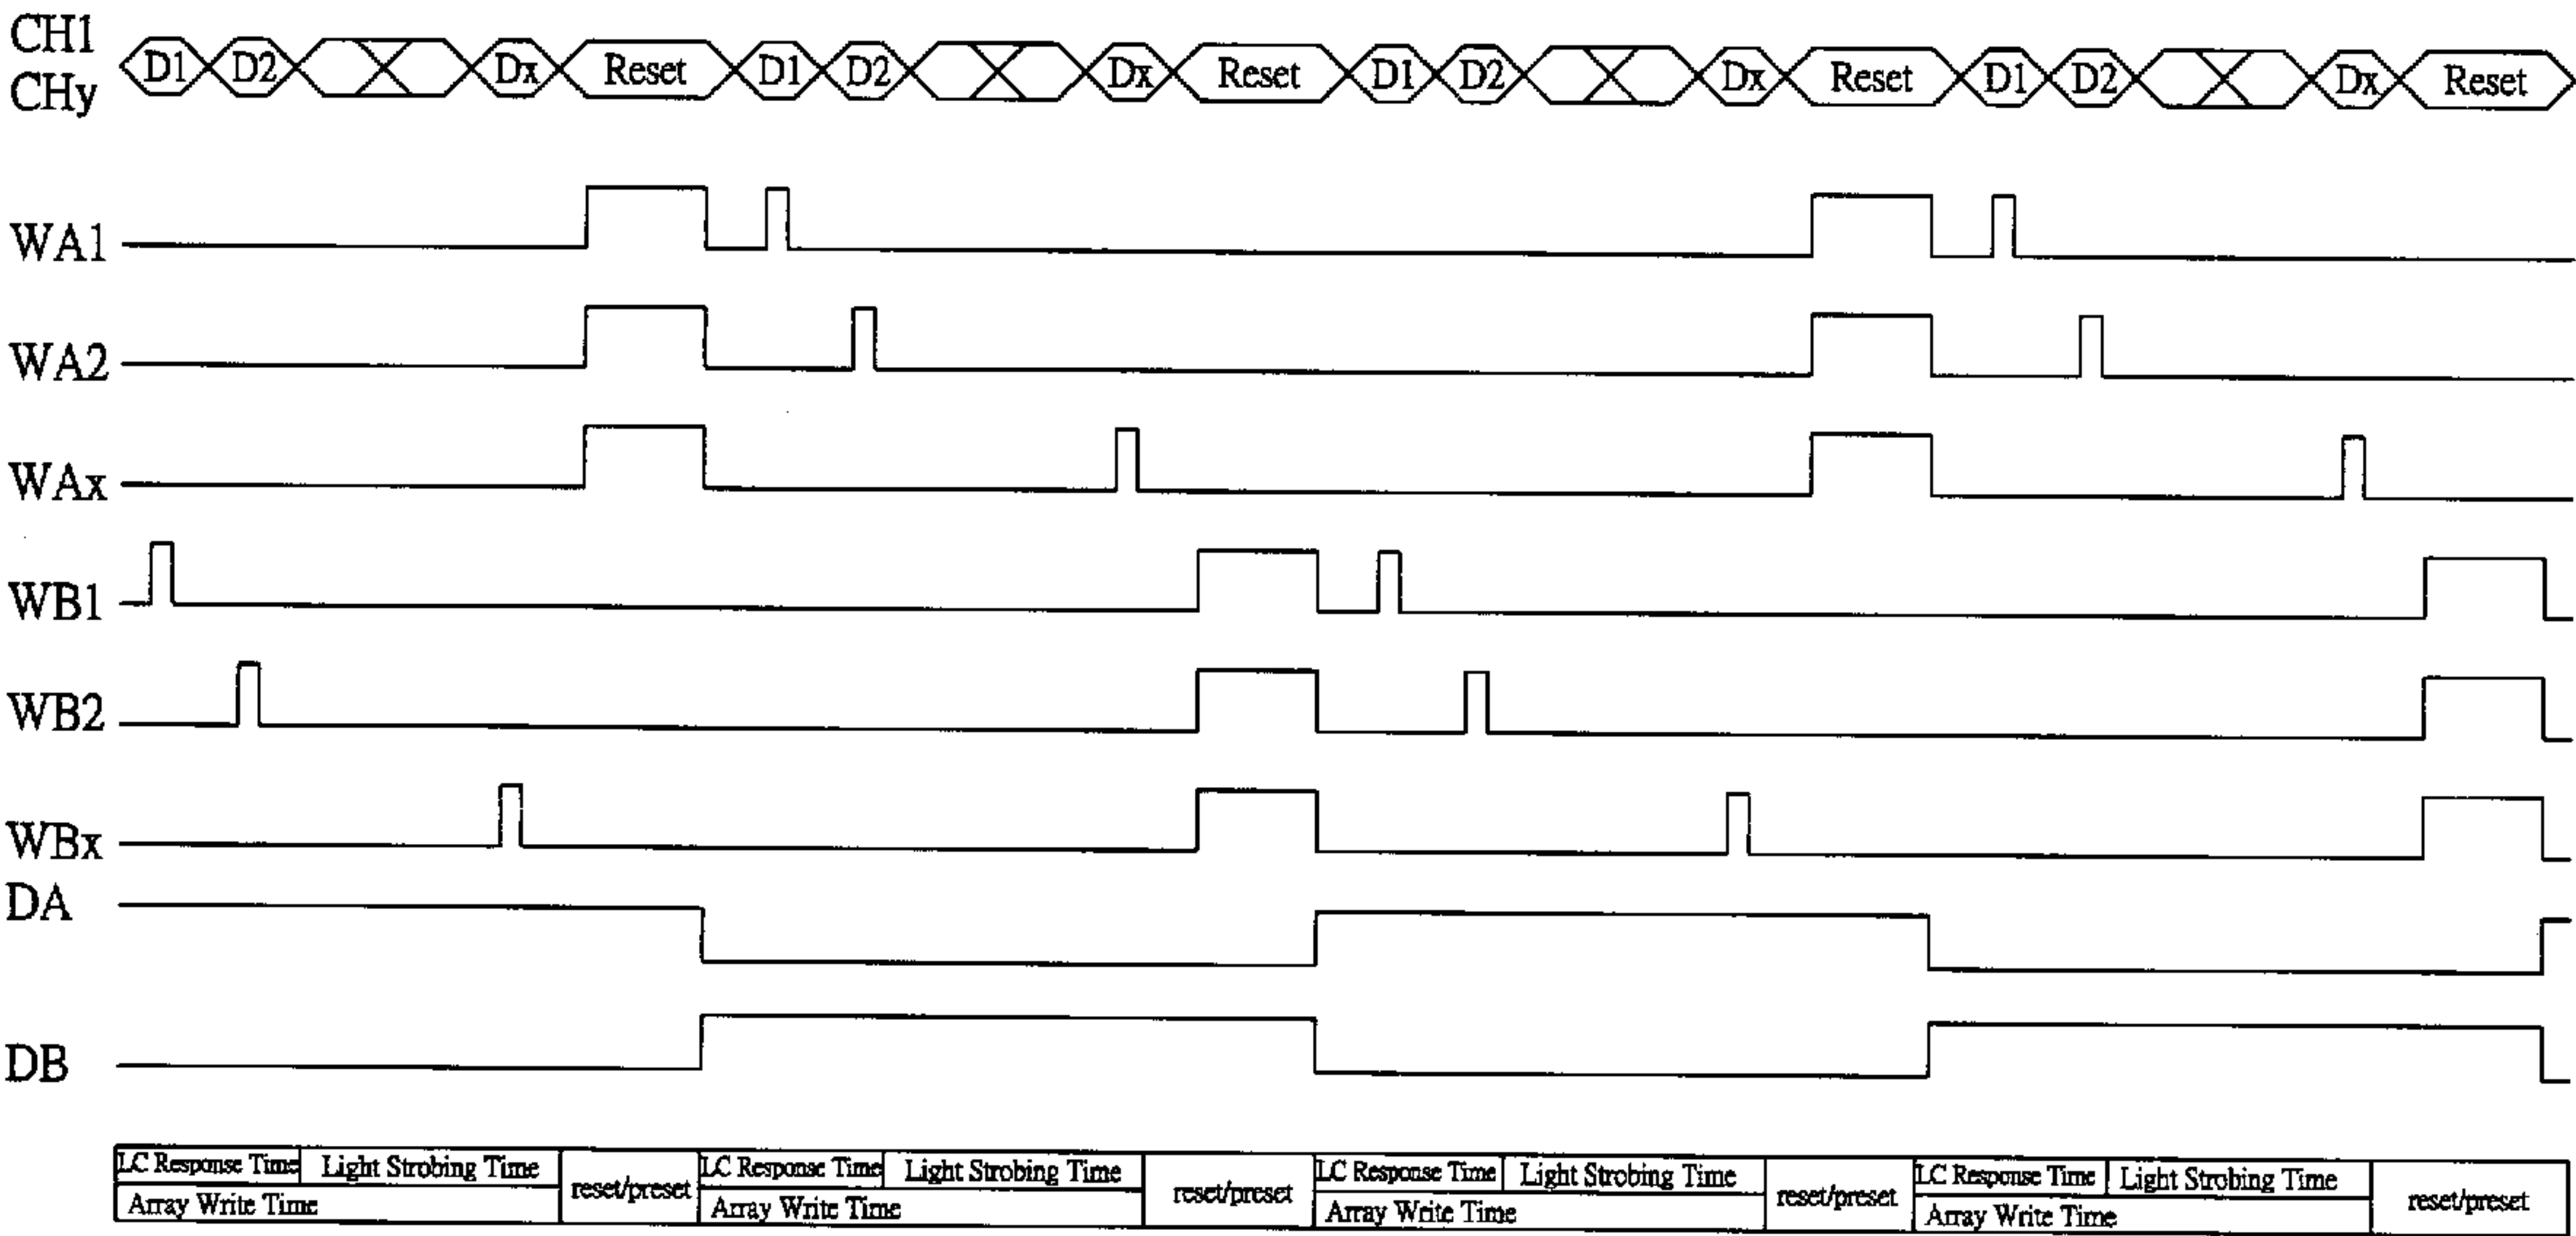 CH1
CHy
D1 D2 Dx Reset D1 D2 Dx Reset D1 D2 Dx Reset D1 D2 Dx Reset
WA1
WA2
WAx
WB1
WB2
WBx
DA
DB
LC Response Time Light Strobing Time reset/preset LC Response Time Light Strobing Time reset/preset LC Response Time Light Strobing Time reset/preset LC Response Time Light Strobing Time reset/preset
Array Write Time Array Write Time Array Write Time Array Write Time